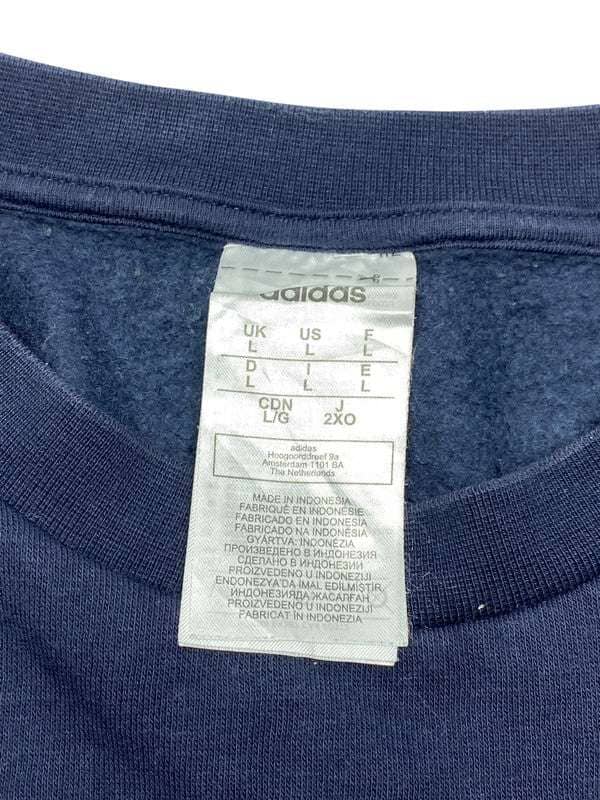 adidas
UK US F
L L L
D I E
L L L
CDN J
L/G 2XO
adidas
Hoogoorddreef 9a
Amsterdam 1101 BA
The Netherlands
MADE IN INDONESIA
FABRIQUÉ EN INDONÉSIE
FABRICADO EN INDONESIA
FABRICADO NA INDONÉSIA
GYÁRTVA: INDONÉZIA
ПРОИЗВЕДЕНО В ИНДОНЕЗИЯ
СДЕЛАНО В ИНДОНЕЗИИ
PROIZVEDENO U INDONEZIJI
ENDONEZYA'DA İMAL EDİLMİŞTİR
ИНДОНЕЗИЯДА ЖАСАЛҒАН
PROIZVEDENO U INDONEZIJI
FABRICAT ÎN INDONEZIA